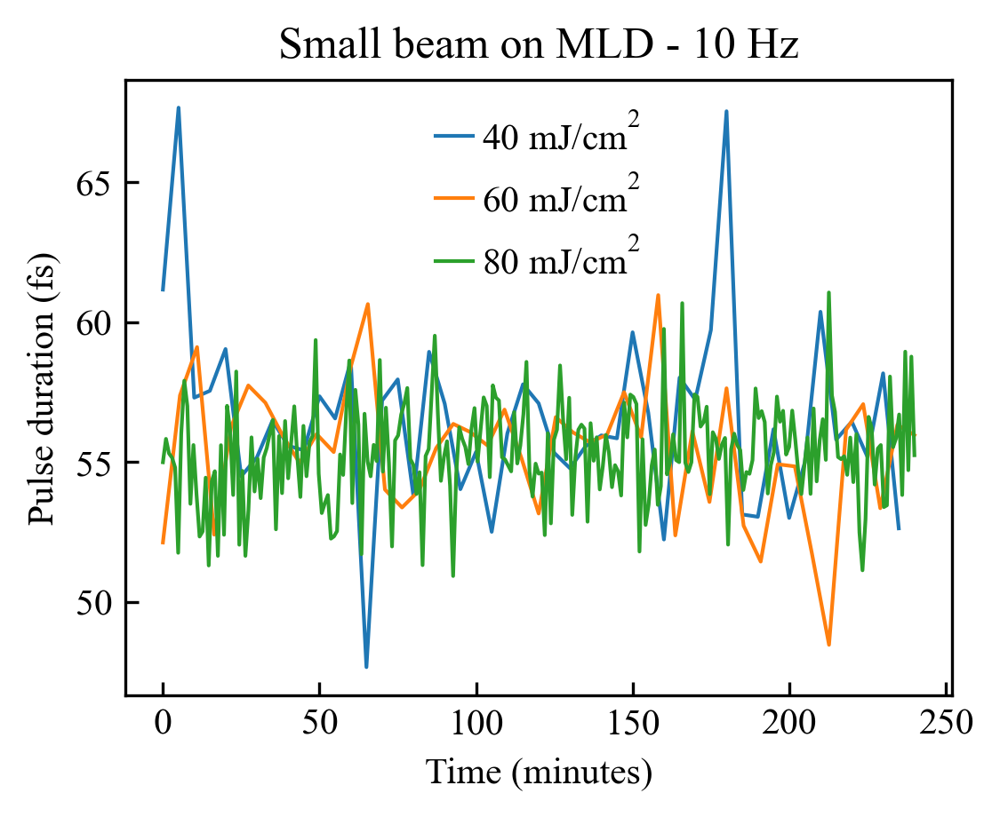 Small beam on MLD - 10 Hz
40 mJ/cm²
60 mJ/cm²
80 mJ/cm²
65
60
55
50
Pulse duration (fs)
0 50 100 150 200 250
Time (minutes)